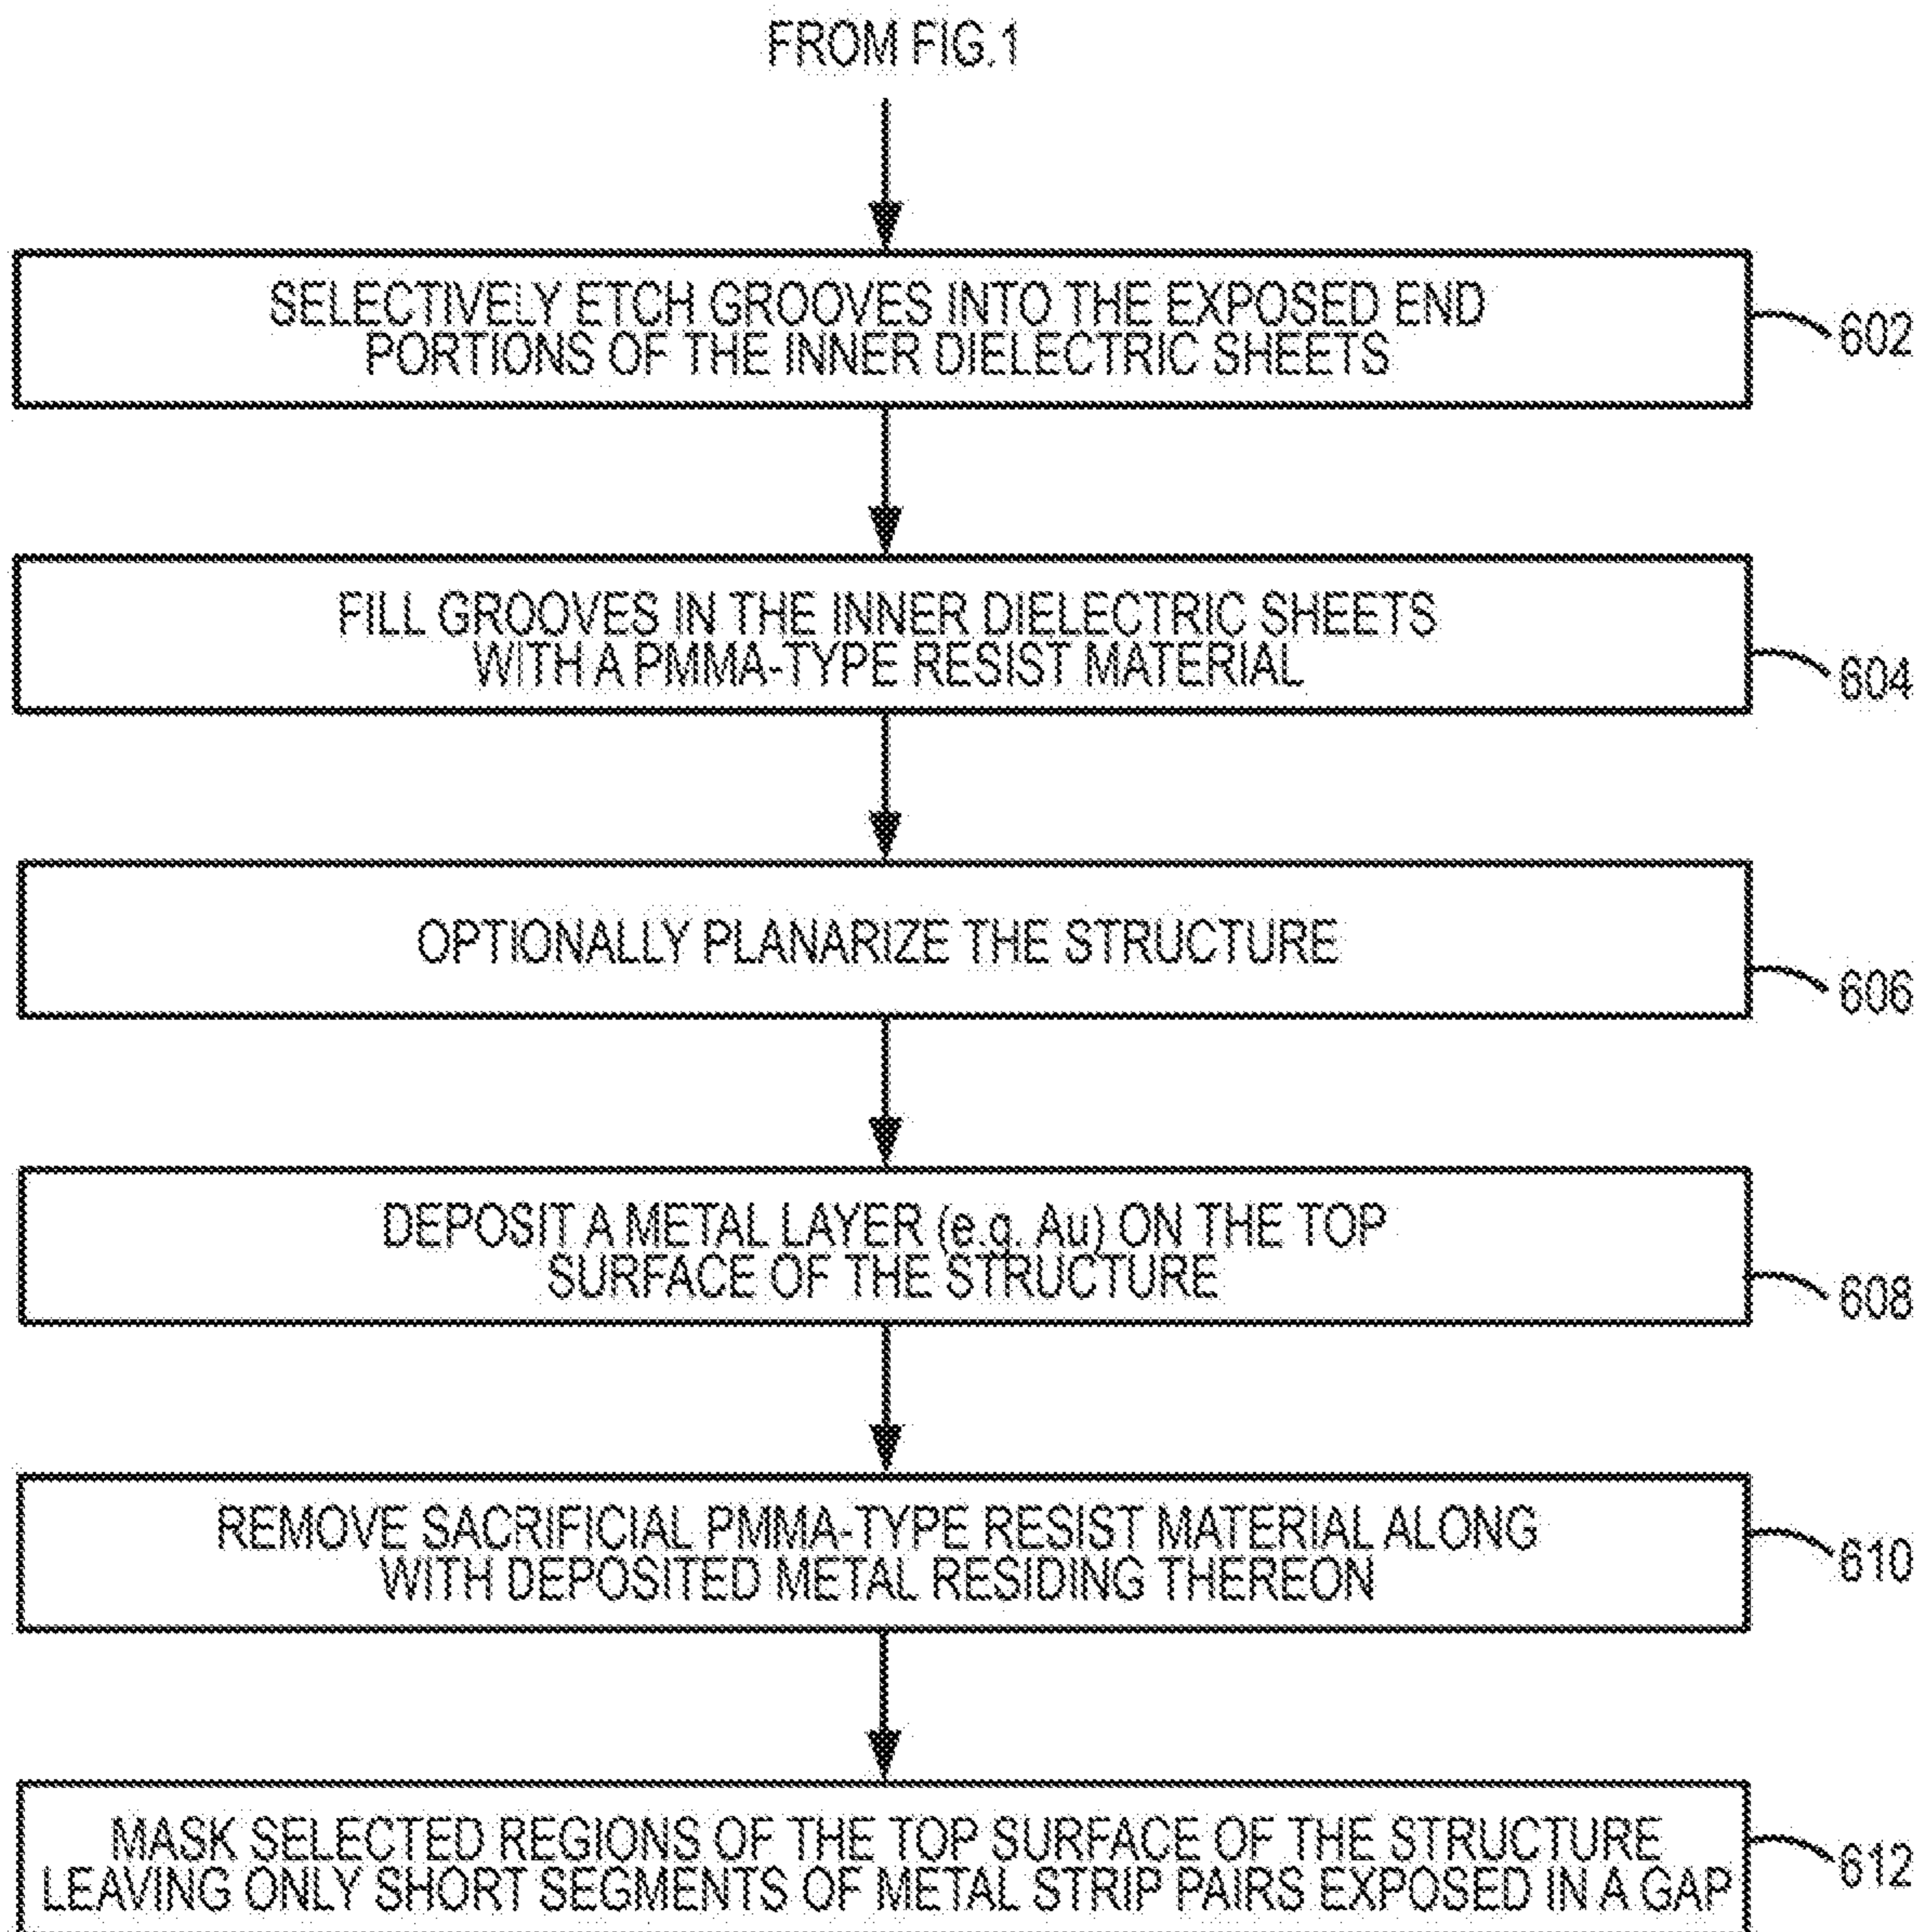 FROM FIG.1
SELECTIVELY ETCH GROOVES INTO THE EXPOSED END
PORTIONS OF THE INNER DIELECTRIC SHEETS
602
FILL GROOVES IN THE INNER DIELECTRIC SHEETS
WITH A PMMA-TYPE RESIST MATERIAL
604
OPTIONALLY PLANARIZE THE STRUCTURE
606
DEPOSIT A METAL LAYER (e.g. Au) ON THE TOP
SURFACE OF THE STRUCTURE
608
REMOVE SACRIFICIAL PMMA-TYPE RESIST MATERIAL ALONG
WITH DEPOSITED METAL RESIDING THEREON
610
MASK SELECTED REGIONS OF THE TOP SURFACE OF THE STRUCTURE
LEAVING ONLY SHORT SEGMENTS OF METAL STRIP PAIRS EXPOSED IN A GAP
612